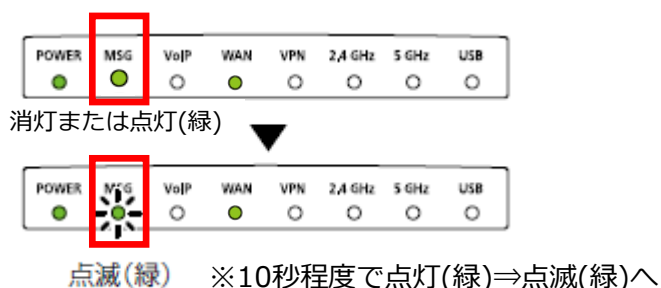 POWER MSG VoIP WAN VPN 2,4 GHz 5 GHz USB
消灯または点灯(緑)
POWER MSG VoIP WAN VPN 2,4 GHz 5 GHz USB
点滅(緑) ※10秒程度で点灯(緑)⇒点滅(緑)へ